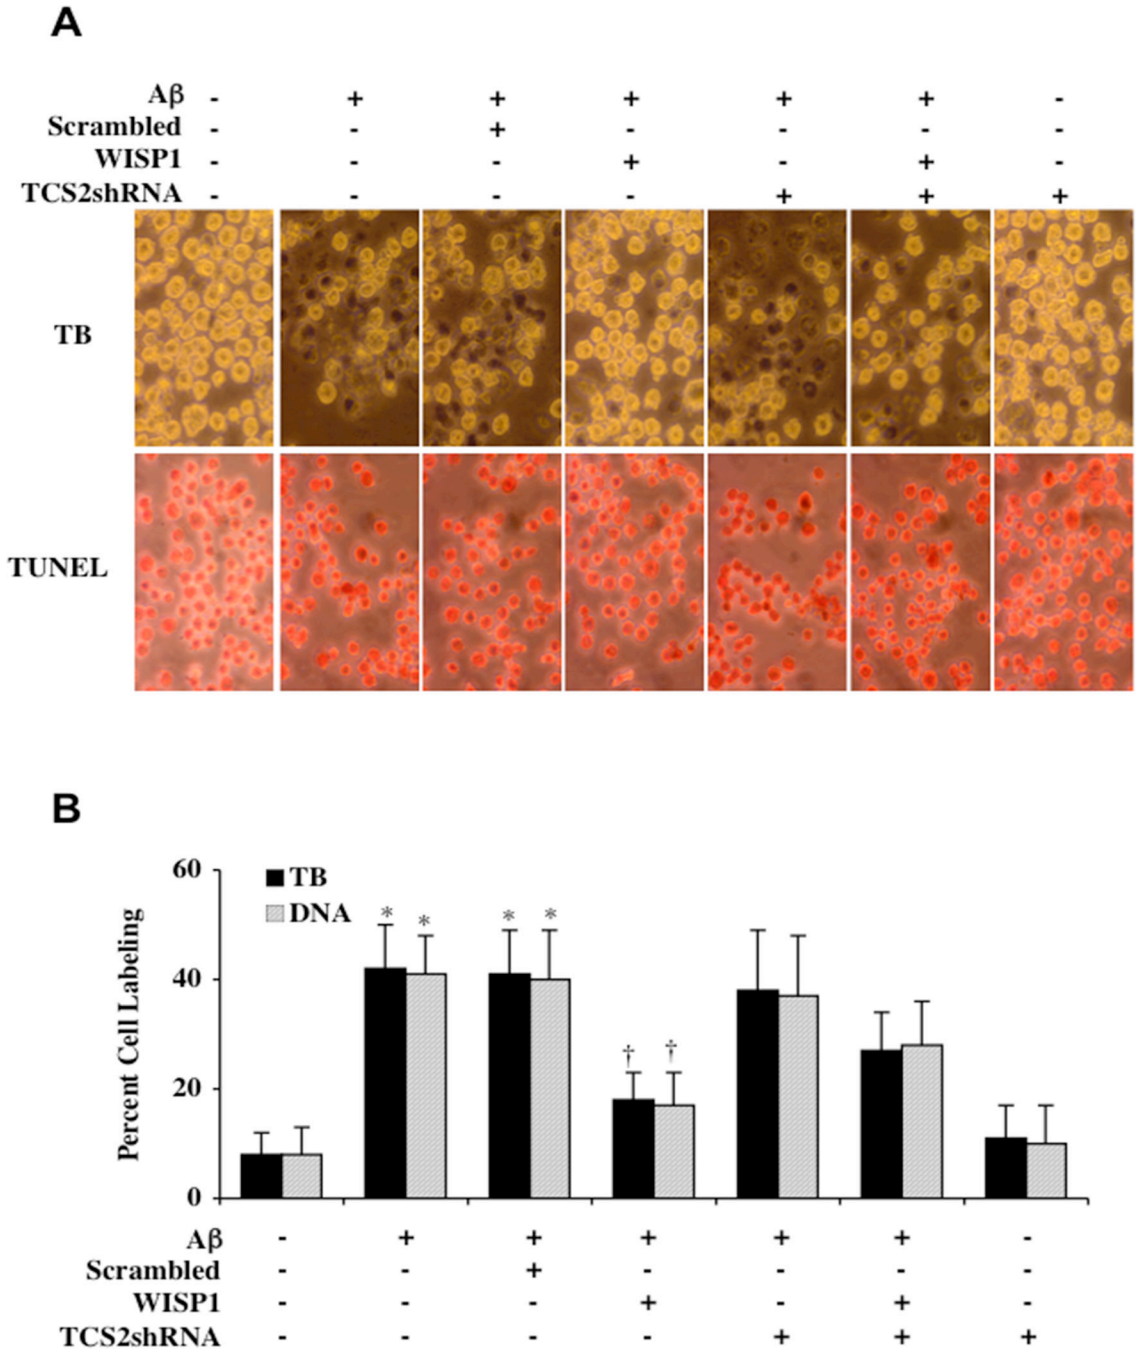 A
Aβ - + + + + + -
Scrambled - - + - - - -
WISP1 - - - + - + -
TCS2shRNA - - - - + + +
TB
TUNEL
B
60
40
20
0
Percent Cell Labeling
TB
DNA
* * * * † †
Aβ - + + + + + -
Scrambled - - + - - - -
WISP1 - - - + - + -
TCS2shRNA - - - - + + +